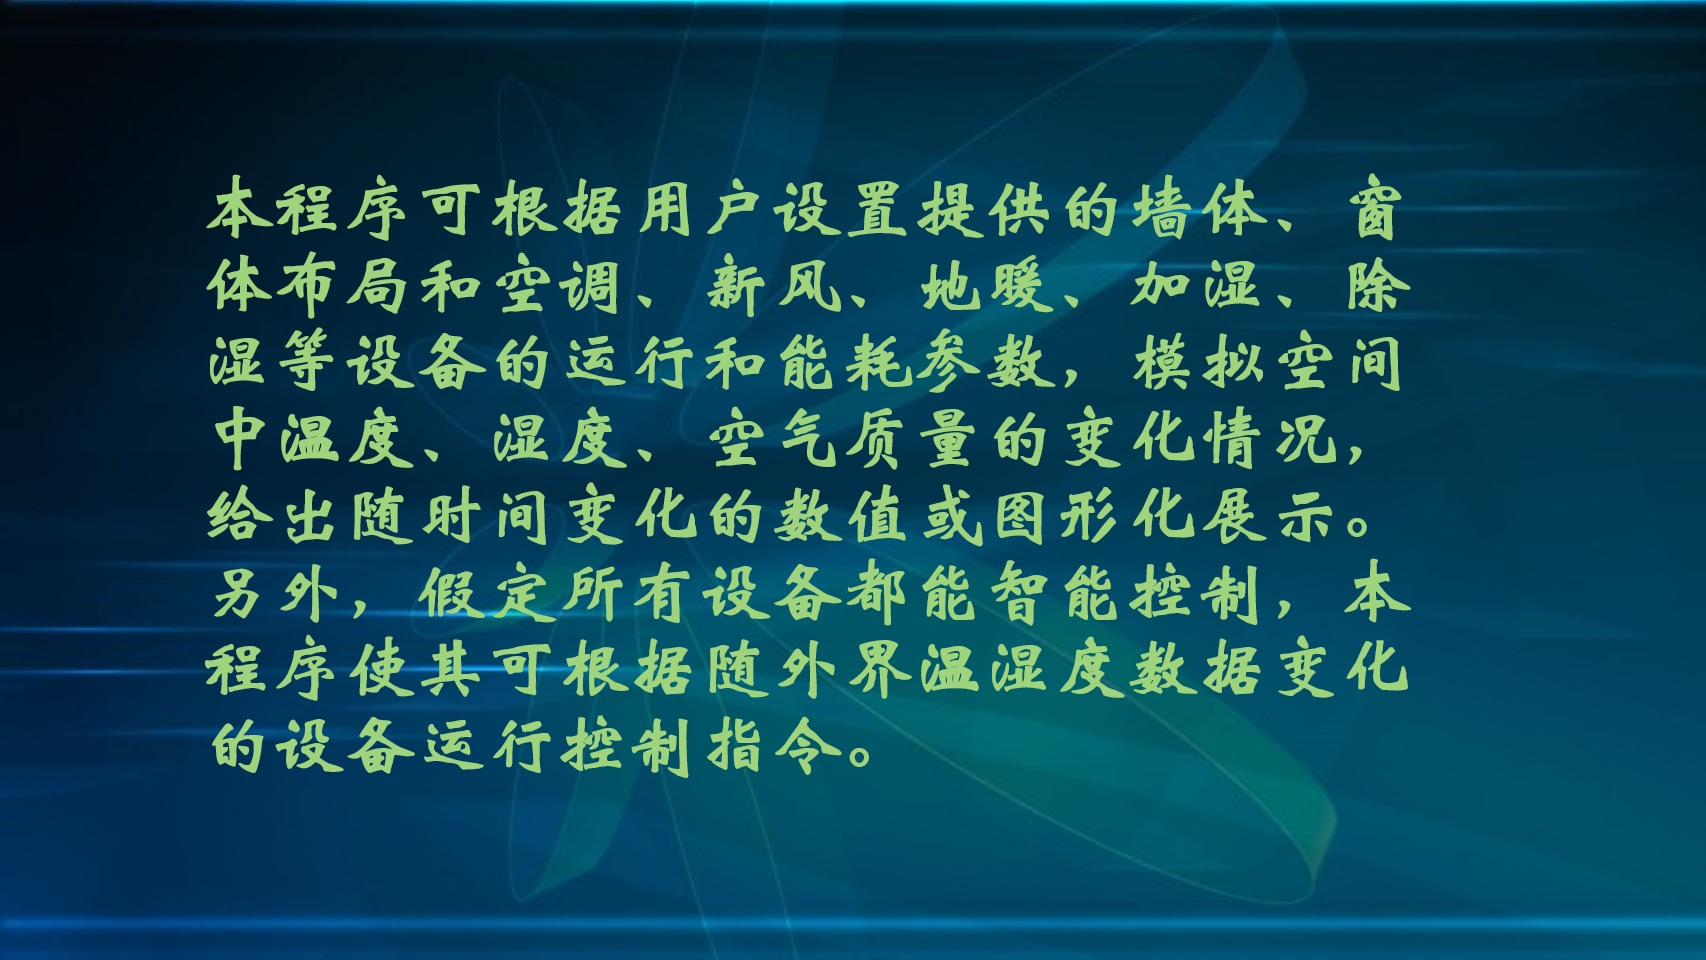 本程序可根据用户设置提供的墙体、窗
体布局和空调、新风、地暖、加湿、除
湿等设备的运行和能耗参数，模拟空间
中温度、湿度、空气质量的变化情况，
给出随时间变化的数值或图形化展示。
另外，假定所有设备都能智能控制，本
程序使其可根据随外界温湿度数据变化
的设备运行控制指令。